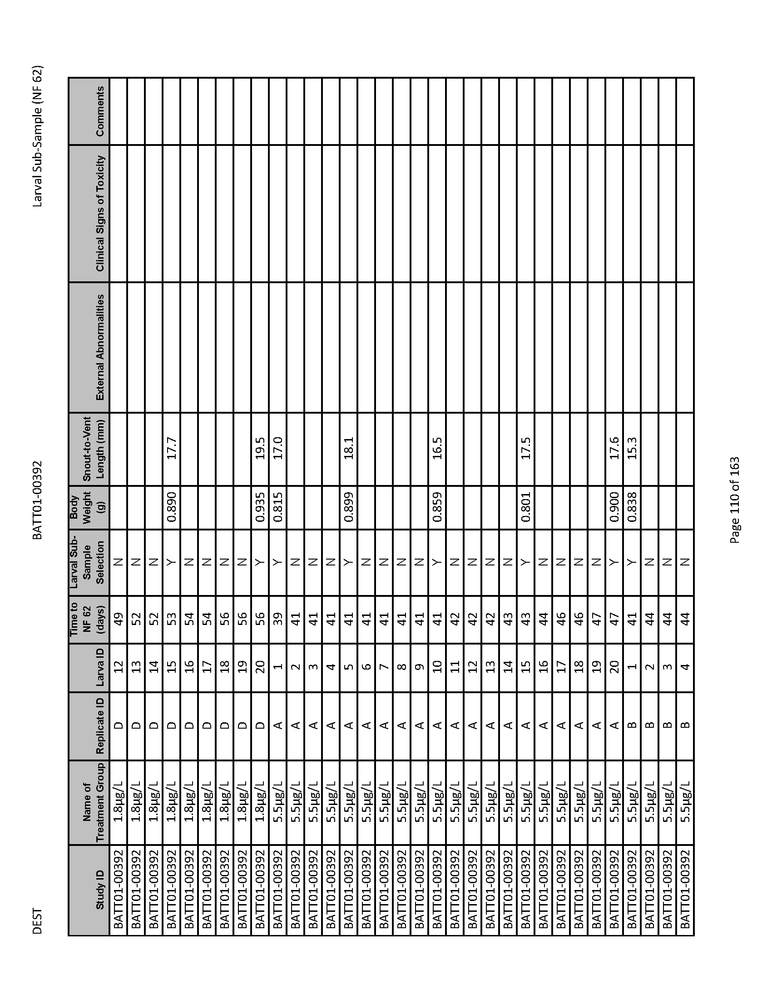 DEST BATT01-00392 Larval Sub-Sample (NF 62)
Study ID Name of Treatment Group Replicate ID Larva ID Time to NF 62 (days) Larval Sub-Sample Selection Body Weight (g) Snout-to-Vent Length (mm) External Abnormalities Clinical Signs of Toxicity Comments
BATT01-00392 1.8µg/L D 12 49 N
BATT01-00392 1.8µg/L D 13 52 N
BATT01-00392 1.8µg/L D 14 52 N
BATT01-00392 1.8µg/L D 15 53 Y 0.890 17.7
BATT01-00392 1.8µg/L D 16 54 N
BATT01-00392 1.8µg/L D 17 54 N
BATT01-00392 1.8µg/L D 18 56 N
BATT01-00392 1.8µg/L D 19 56 N
BATT01-00392 1.8µg/L D 20 56 Y 0.935 19.5
BATT01-00392 5.5µg/L A 1 39 Y 0.815 17.0
BATT01-00392 5.5µg/L A 2 41 N
BATT01-00392 5.5µg/L A 3 41 N
BATT01-00392 5.5µg/L A 4 41 N
BATT01-00392 5.5µg/L A 5 41 Y 0.899 18.1
BATT01-00392 5.5µg/L A 6 41 N
BATT01-00392 5.5µg/L A 7 41 N
BATT01-00392 5.5µg/L A 8 41 N
BATT01-00392 5.5µg/L A 9 41 N
BATT01-00392 5.5µg/L A 10 41 Y 0.859 16.5
BATT01-00392 5.5µg/L A 11 42 N
BATT01-00392 5.5µg/L A 12 42 N
BATT01-00392 5.5µg/L A 13 42 N
BATT01-00392 5.5µg/L A 14 43 N
BATT01-00392 5.5µg/L A 15 43 Y 0.801 17.5
BATT01-00392 5.5µg/L A 16 44 N
BATT01-00392 5.5µg/L A 17 46 N
BATT01-00392 5.5µg/L A 18 46 N
BATT01-00392 5.5µg/L A 19 47 N
BATT01-00392 5.5µg/L A 20 47 Y 0.900 17.6
BATT01-00392 5.5µg/L B 1 41 Y 0.838 15.3
BATT01-00392 5.5µg/L B 2 44 N
BATT01-00392 5.5µg/L B 3 44 N
BATT01-00392 5.5µg/L B 4 44 N
Page 110 of 163